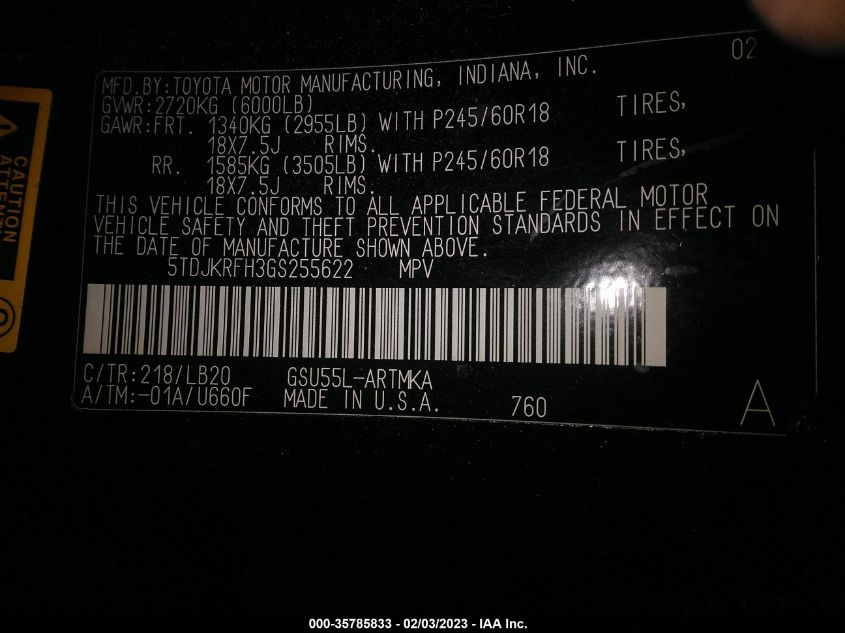 02
MFD.BY:TOYOTA MOTOR MANUFACTURING, INDIANA, INC.
GVWR:2720KG (6000LB)
GAWR:FRT. 1340KG (2955LB) WITH P245/60R18 TIRES,
18X7.5J RIMS.
RR. 1585KG (3505LB) WITH P245/60R18 TIRES,
18X7.5J RIMS.
THIS VEHICLE CONFORMS TO ALL APPLICABLE FEDERAL MOTOR
VEHICLE SAFETY AND THEFT PREVENTION STANDARDS IN EFFECT ON
THE DATE OF MANUFACTURE SHOWN ABOVE.
5TDJKRFH3GS255622 MPV
C/TR:218/LB20 GSU55L-ARTMKA
A/TM:-01A/U660F MADE IN U.S.A. 760 A
CAUTION
000-35785833 - 02/03/2023 - IAA Inc.